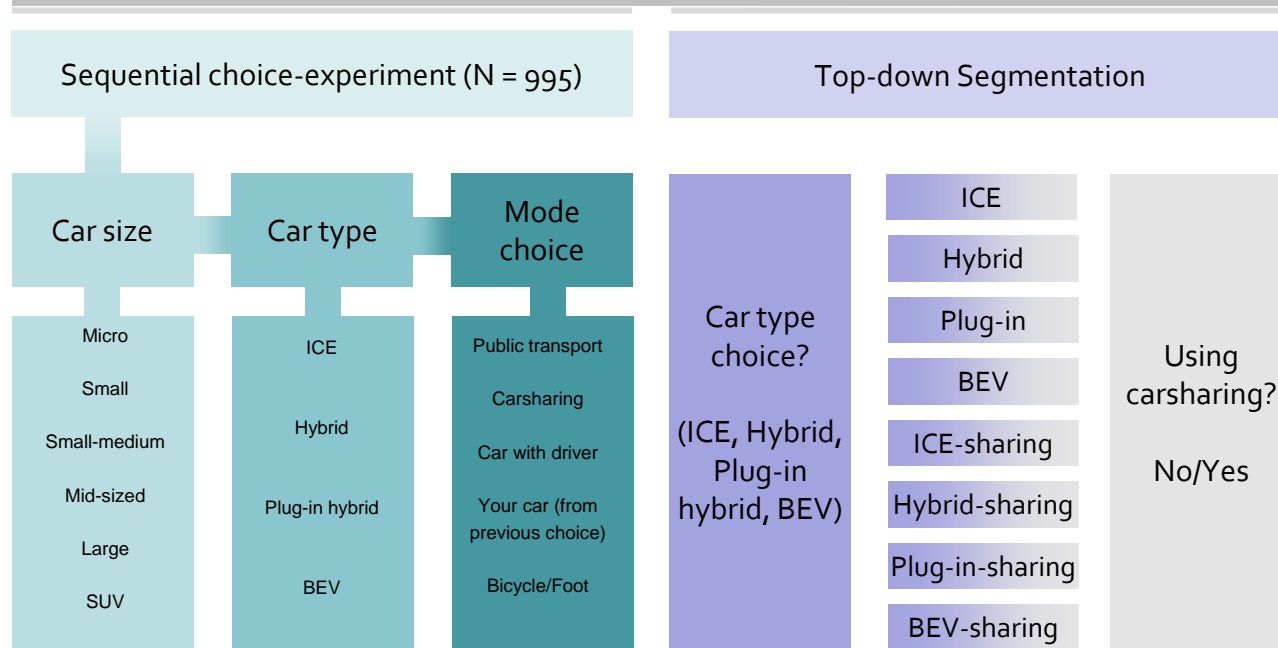 Sequential choice-experiment (N = 995)
Car size
Micro
Small
Small-medium
Mid-sized
Large
SUV
Car type
ICE
Hybrid
Plug-in hybrid
BEV
Mode
choice
Public transport
Carsharing
Car with driver
Your car (from
previous choice)
Bicycle/Foot
Top-down Segmentation
Car type
choice?
(ICE, Hybrid,
Plug-in
hybrid, BEV)
ICE
Hybrid
Plug-in
BEV
ICE-sharing
Hybrid-sharing
Plug-in-sharing
BEV-sharing
Using
carsharing?
No/Yes